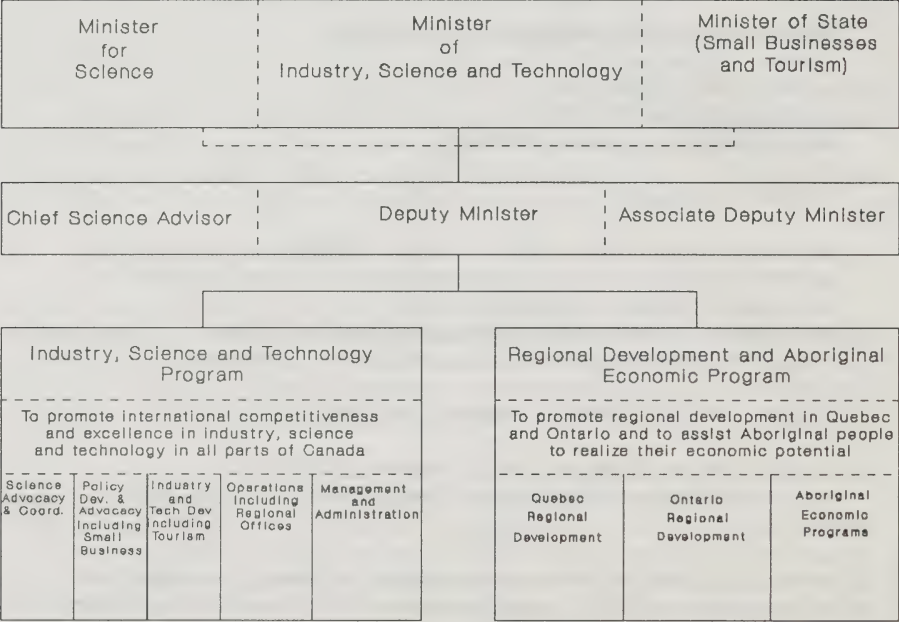 Minister
for
Science
Minister
of
Industry, Science and Technology
Minister of State
(Small Businesses
and Tourism)
Chief Science Advisor
Deputy Minister
Associate Deputy Minister
Industry, Science and Technology
Program
To promote international competitiveness
and excellence in industry, science
and technology in all parts of Canada
Science
Advocacy
& Coord.
Policy
Dev. &
Advocacy
Including
Small
Business
Industry
and
Tech Dev
Including
Tourism
Operations
Including
Regional
Offices
Management
and
Administration
Regional Development and Aboriginal
Economic Program
To promote regional development in Quebec
and Ontario and to assist Aboriginal people
to realize their economic potential
Quebec
Regional
Development
Ontario
Regional
Development
Aboriginal
Economic
Programs